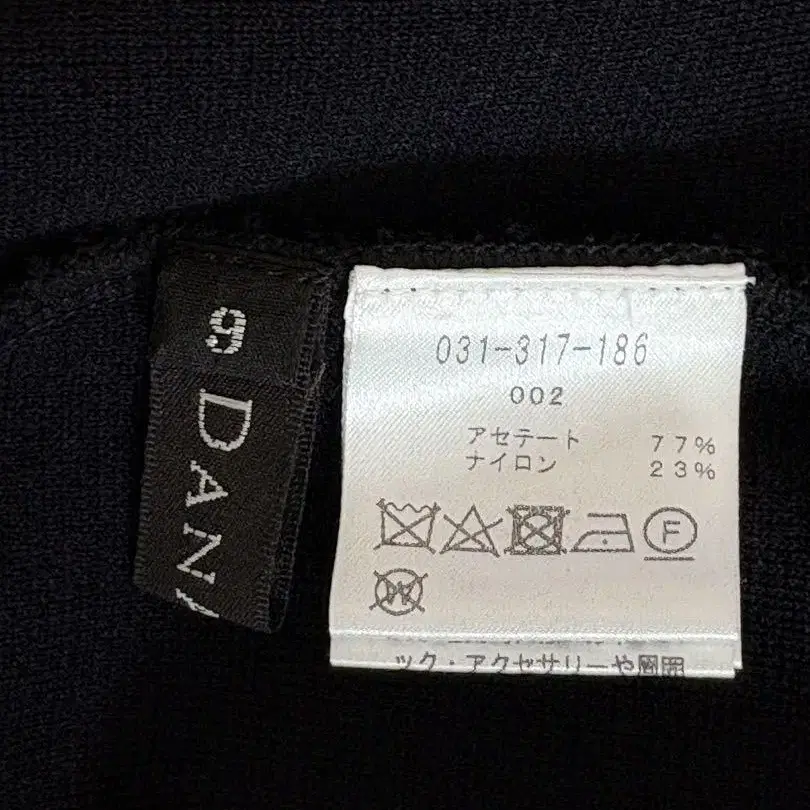 9
DANA
031-317-186
002
アセテート 77%
ナイロン 23%
F
W
ック・アクセサリーや周囲